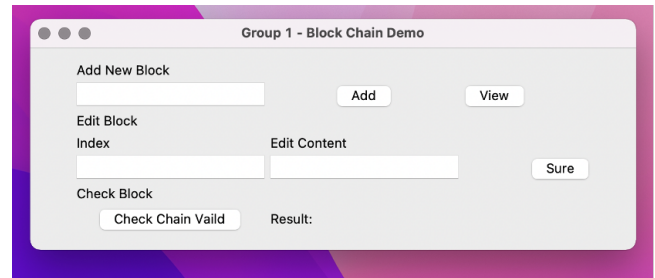 Group 1 - Block Chain Demo
Add New Block
Add View
Edit Block
Index Edit Content
Sure
Check Block
Check Chain Vaild Result: